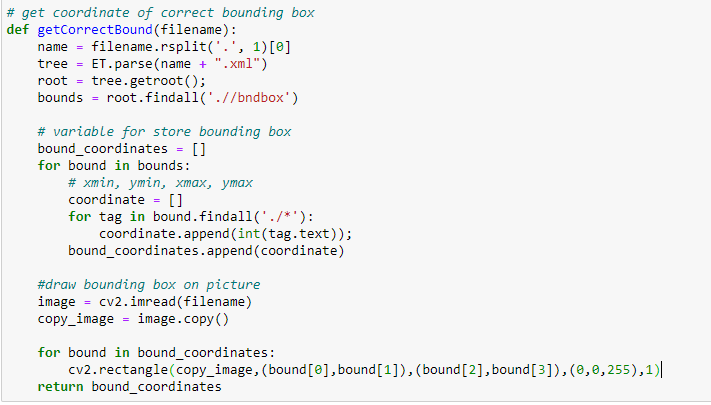 # get coordinate of correct bounding box
def getCorrectBound(filename):
    name = filename.rsplit('.', 1)[0]
    tree = ET.parse(name + ".xml")
    root = tree.getroot();
    bounds = root.findall('.//bndbox')

    # variable for store bounding box
    bound_coordinates = []
    for bound in bounds:
        # xmin, ymin, xmax, ymax
        coordinate = []
        for tag in bound.findall('./*'):
            coordinate.append(int(tag.text));
        bound_coordinates.append(coordinate)

    #draw bounding box on picture
    image = cv2.imread(filename)
    copy_image = image.copy()

    for bound in bound_coordinates:
        cv2.rectangle(copy_image,(bound[0],bound[1]),(bound[2],bound[3]),(0,0,255),1)
    return bound_coordinates